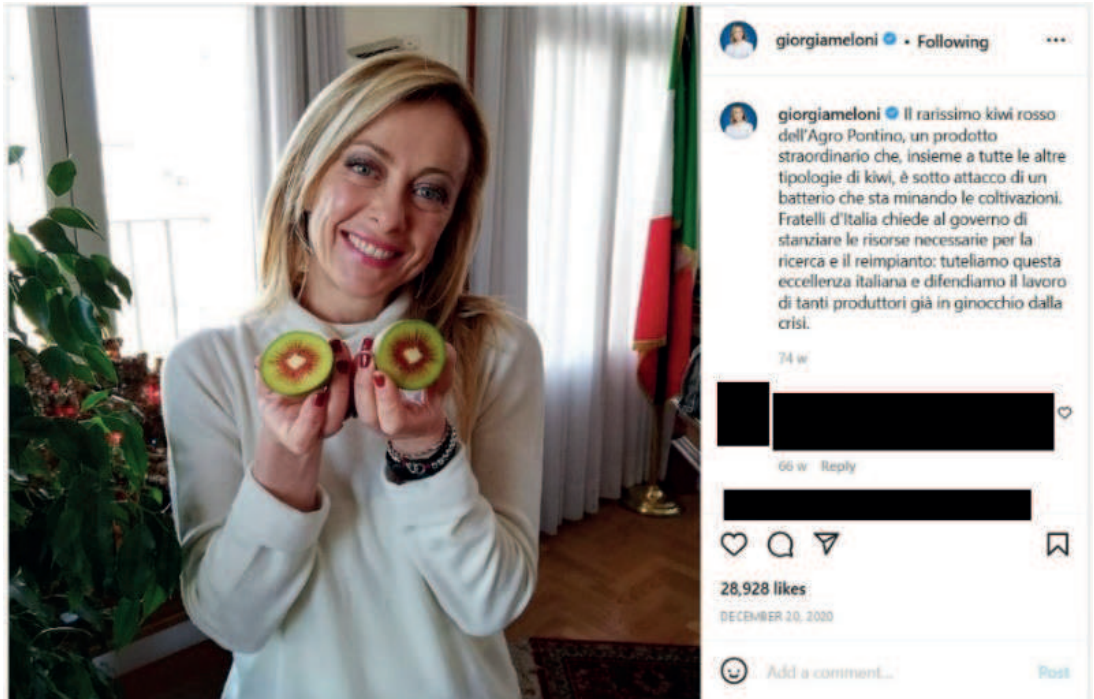 giorgiameloni • Following
giorgiameloni Il rarissimo kiwi rosso
dell'Agro Pontino, un prodotto
straordinario che, insieme a tutte le altre
tipologie di kiwi, è sotto attacco di un
batterio che sta minando le coltivazioni.
Fratelli d'Italia chiede al governo di
stanziare le risorse necessarie per la
ricerca e il reimpianto: tuteliamo questa
eccellenza italiana e difendiamo il lavoro
di tanti produttori già in ginocchio dalla
crisi.
74 w
66 w Reply
28,928 likes
DECEMBER 20, 2020
Add a comment...
Post